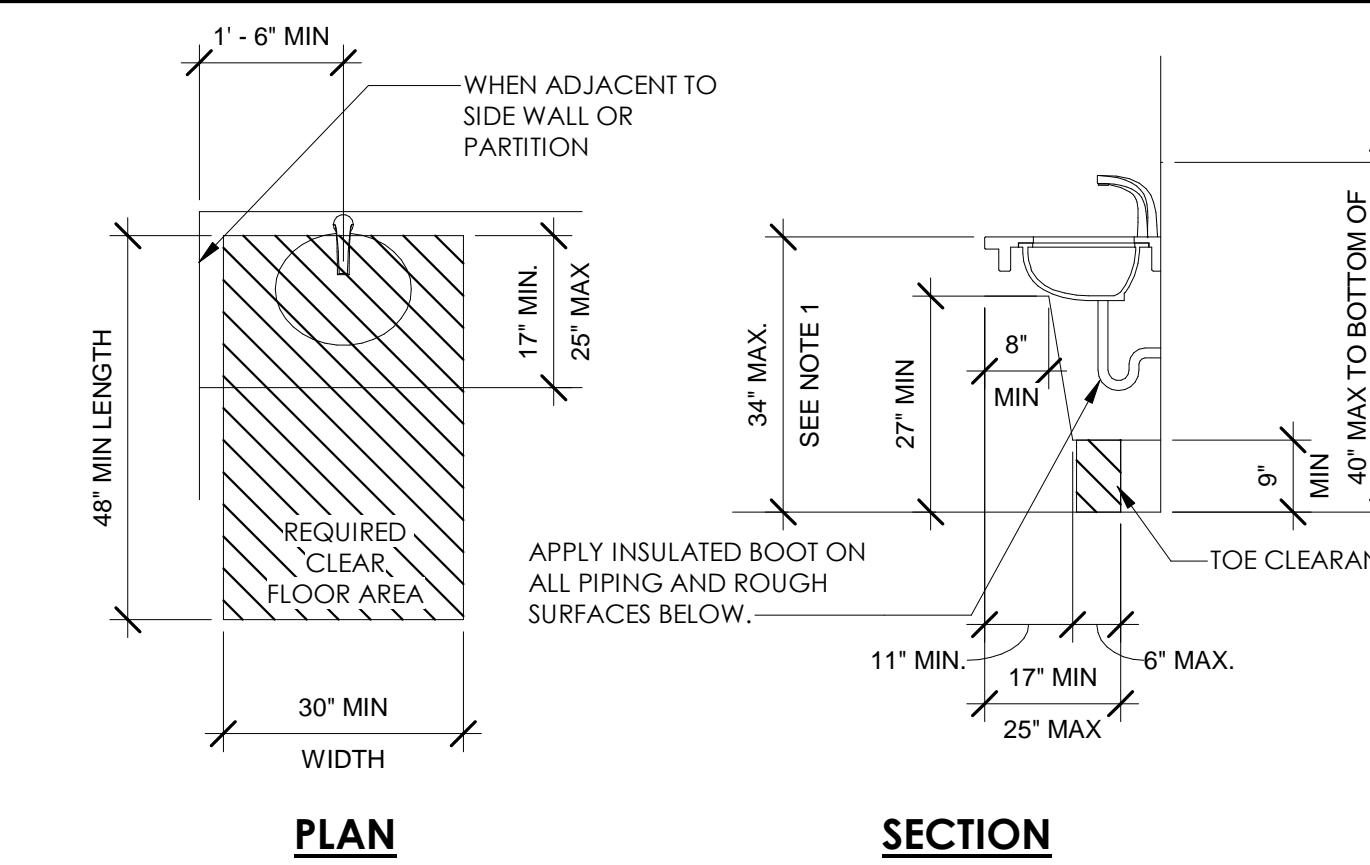 1' - 6" MIN
WHEN ADJACENT TO
SIDE WALL OR
PARTITION
48" MIN LENGTH
17" MIN.
25" MAX
REQUIRED
CLEAR
FLOOR AREA
30" MIN
WIDTH
PLAN
34" MAX.
SEE NOTE 1
27" MIN
8"
MIN
9"
MIN
40" MAX TO BOTTOM OF
APPLY INSULATED BOOT ON
ALL PIPING AND ROUGH
SURFACES BELOW.
TOE CLEARAN
11" MIN.
6" MAX.
17" MIN
25" MAX
SECTION